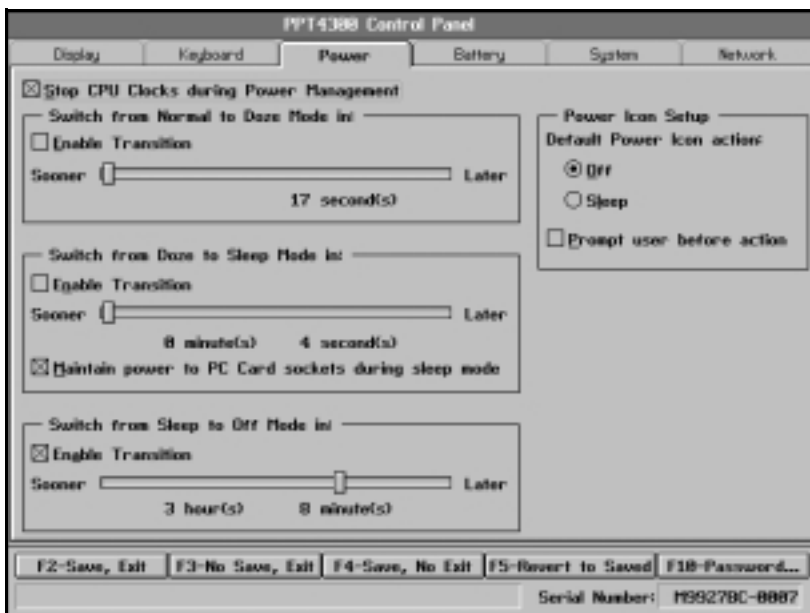 PPT4300 Control Panel
Display Keyboard Power Battery System Network
Stop CPU Clocks during Power Management
Switch from Normal to Doze Mode in:
Enable Transition
Sooner Later
17 second(s)
Switch from Doze to Sleep Mode in:
Enable Transition
Sooner Later
0 minute(s) 4 second(s)
Maintain power to PC Card sockets during sleep mode
Switch from Sleep to Off Mode in:
Enable Transition
Sooner Later
3 hour(s) 8 minute(s)
Power Icon Setup
Default Power Icon action:
Off
Sleep
Prompt user before action
F2-Save, Exit F3-No Save, Exit F4-Save, No Exit F5-Revert to Saved F10-Password...
Serial Number: M9927BC-0007